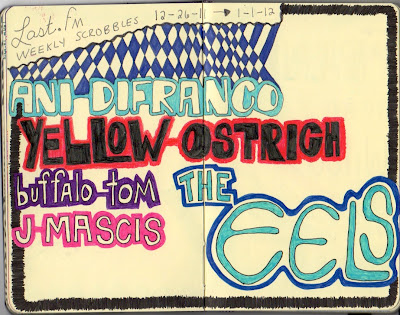 Last.fm
WEEKLY SCROBBLES
12-26-11 → 1-1-12
ANI DIFRANCO
YELLOW OSTRICH
buffalo tom
J MASCIS
THE
EELS